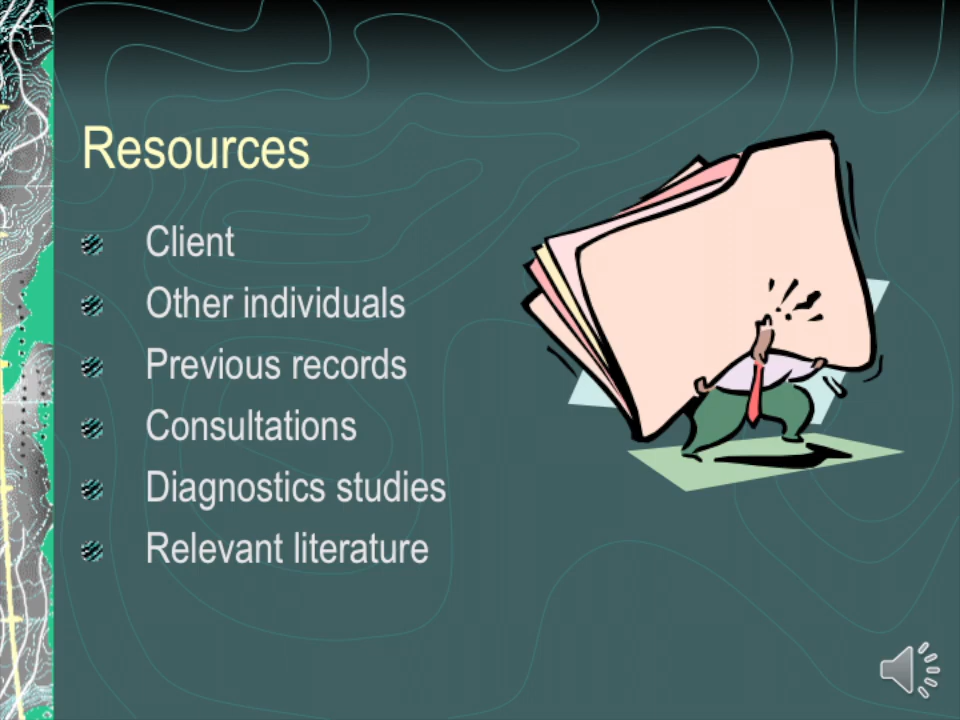 Resources
Client
Other individuals
Previous records
Consultations
Diagnostics studies
Relevant literature